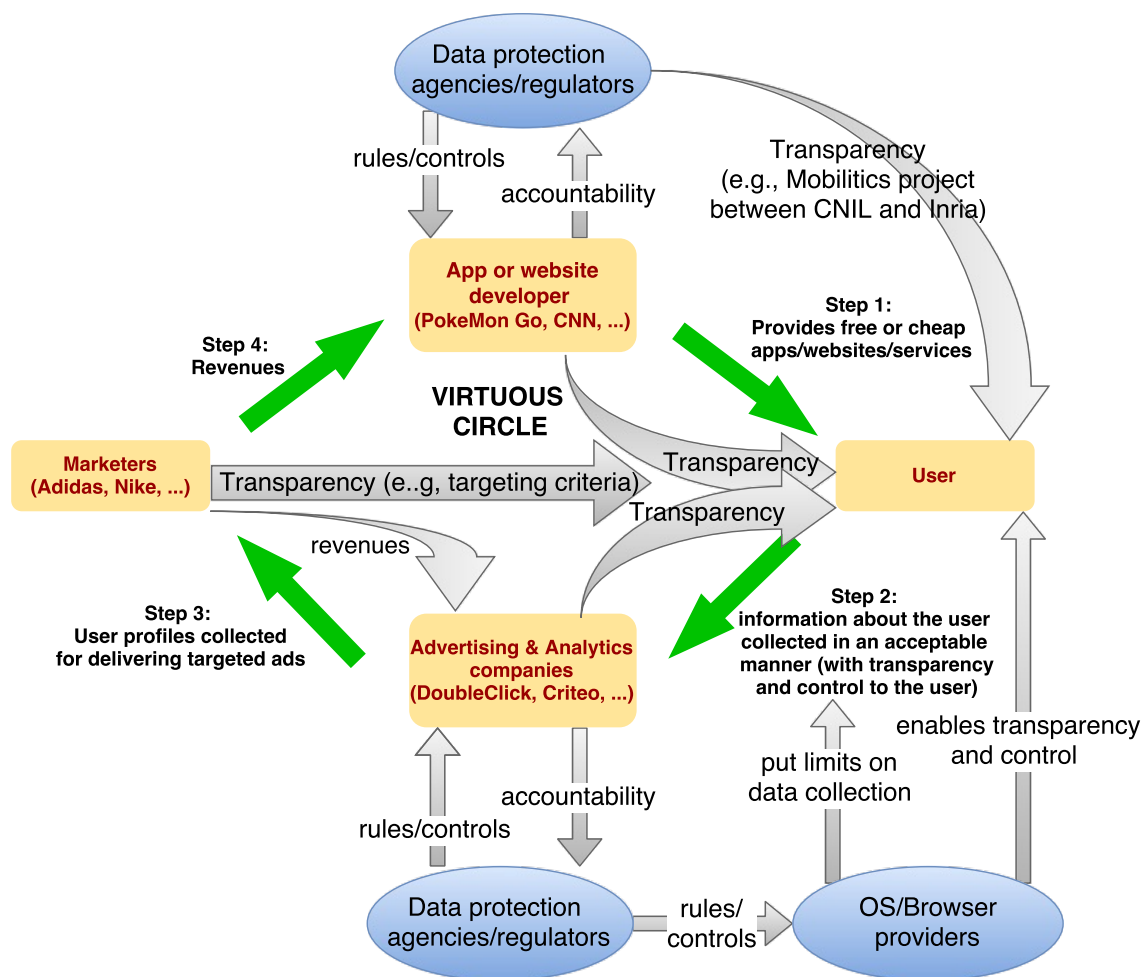 Data protection
agencies/regulators
rules/controls
accountability
Transparency
(e.g., Mobilitics project
between CNIL and Inria)
App or website
developer
(PokeMon Go, CNN, ...)
Step 1:
Provides free or cheap
apps/websites/services
Step 4:
Revenues
VIRTUOUS
CIRCLE
Marketers
(Adidas, Nike, ...)
Transparency (e..g, targeting criteria)
Transparency
User
Transparency
revenues
Step 3:
User profiles collected
for delivering targeted ads
Advertising & Analytics
companies
(DoubleClick, Criteo, ...)
Step 2:
information about the user
collected in an acceptable
manner (with transparency
and control to the user)
enables transparency
and control
put limits on
data collection
accountability
rules/controls
Data protection
agencies/regulators
rules/
controls
OS/Browser
providers